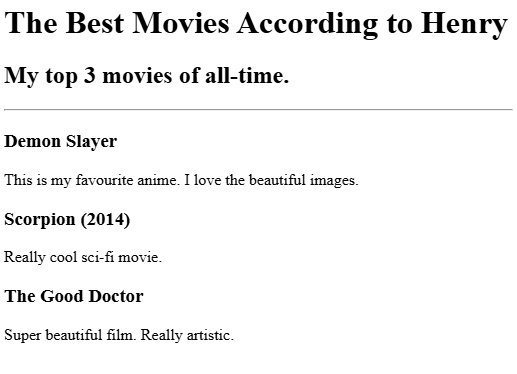 The Best Movies According to Henry
My top 3 movies of all-time.
Demon Slayer
This is my favourite anime. I love the beautiful images.
Scorpion (2014)
Really cool sci-fi movie.
The Good Doctor
Super beautiful film. Really artistic.